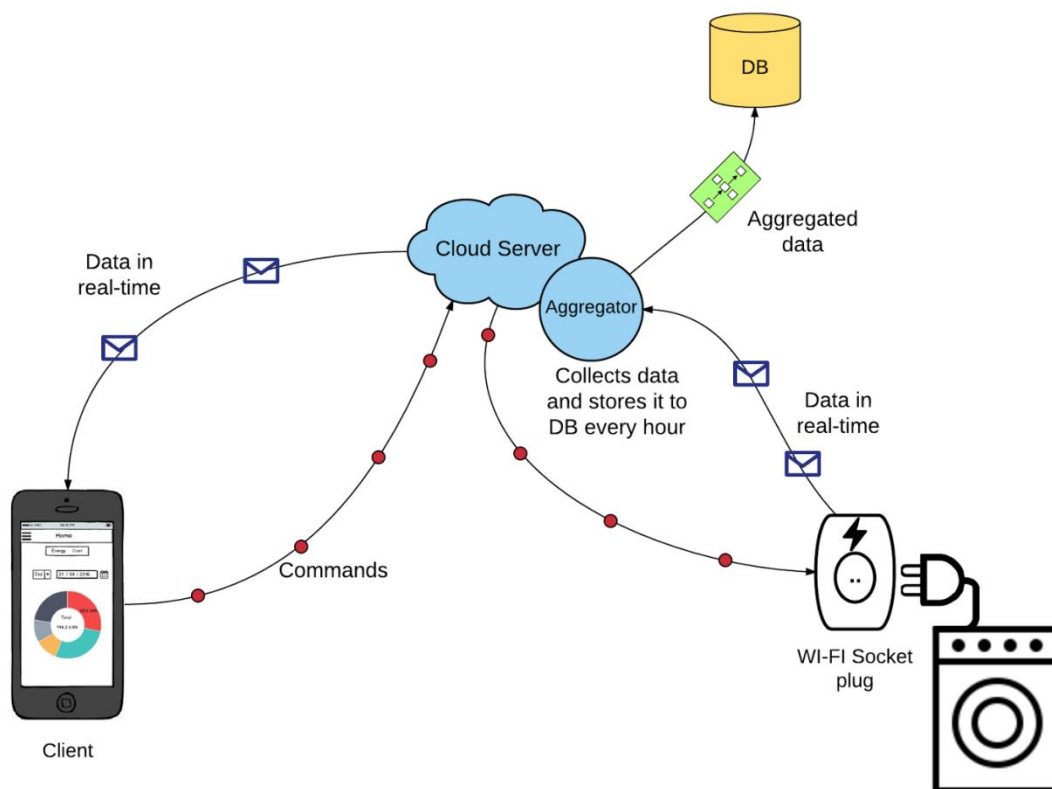 DB
Aggregated
data
Cloud Server
Data in
real-time
Aggregator
Collects data
and stores it to
DB every hour
Data in
real-time
Commands
Home
Energy Cost
Day
Total
WI-FI Socket
plug
Client